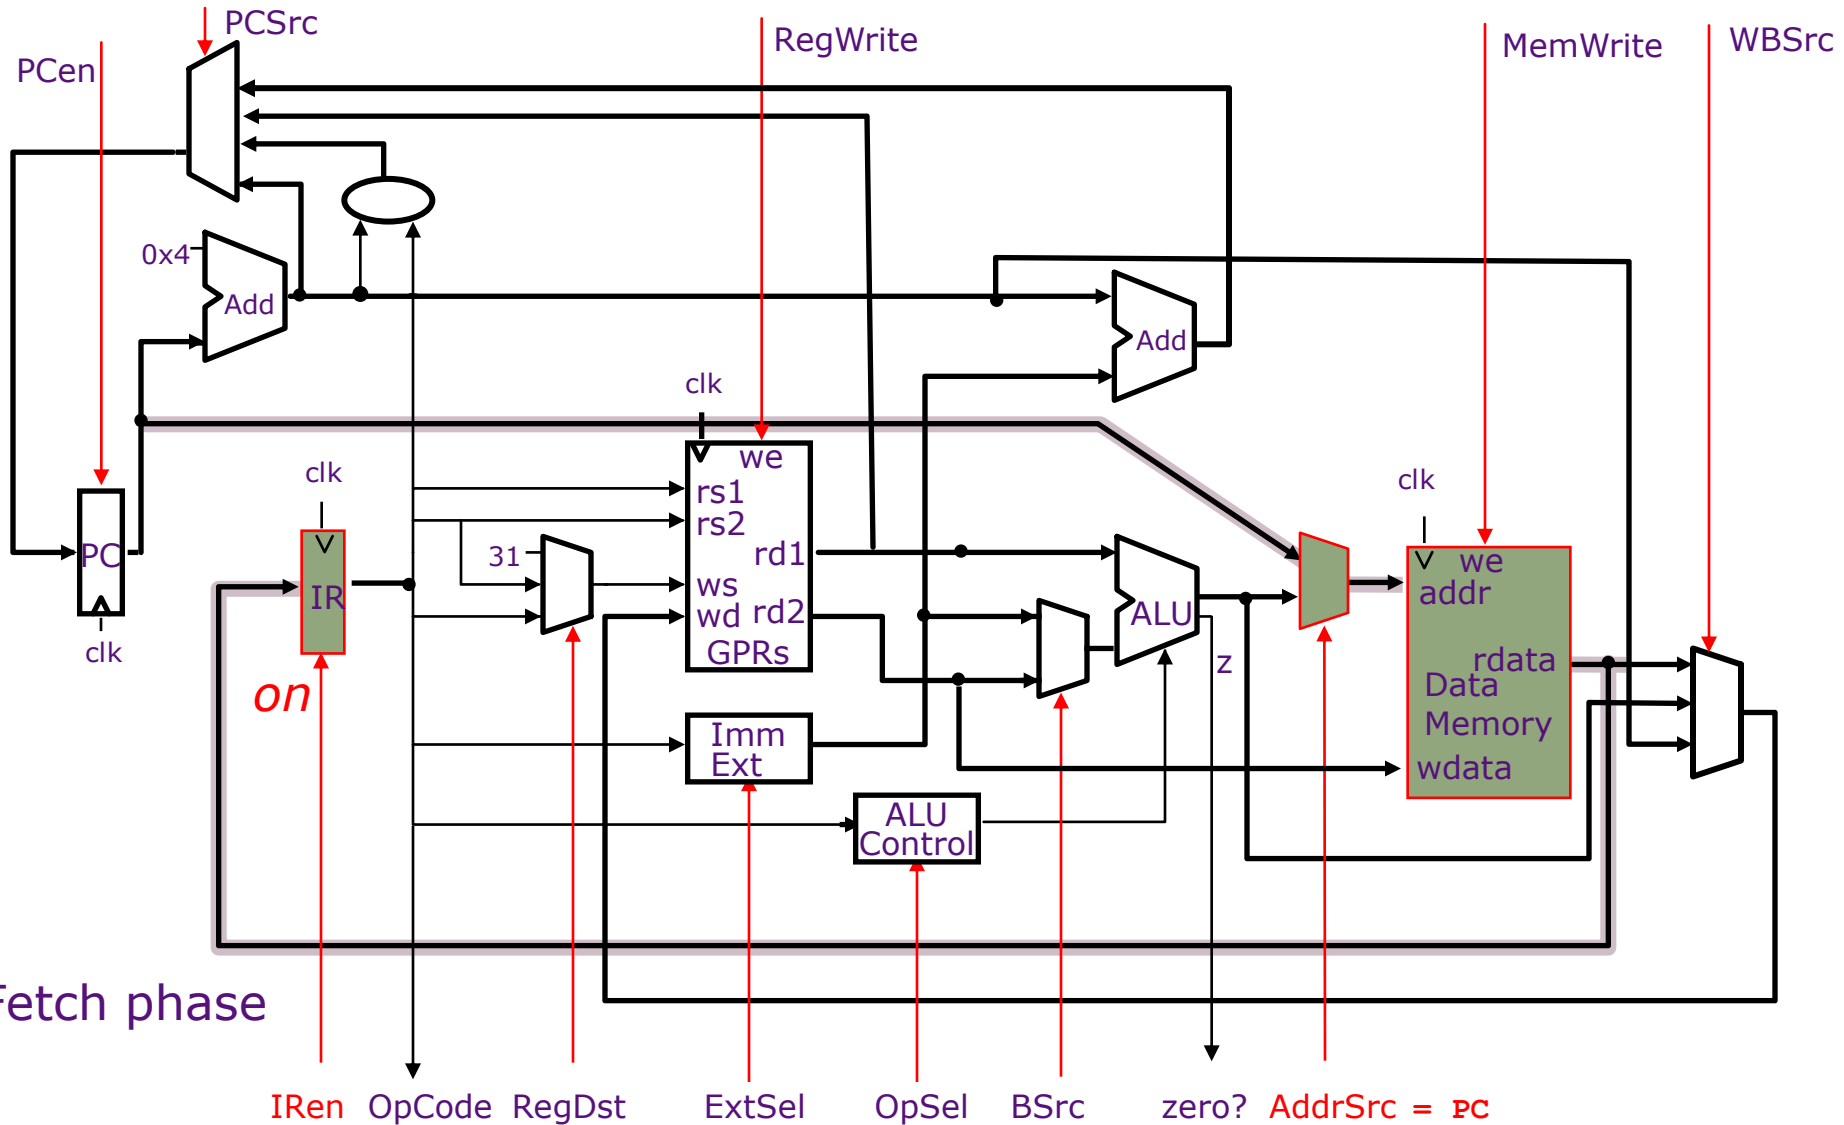 PCSrc
RegWrite
MemWrite
WBSrc
PCen
0x4
Add
Add
clk
clk
clk
we
rs1
rs2
rd1
ws
wd
rd2
GPRs
31
PC
clk
IR
on
ALU
z
we
addr
rdata
Data
Memory
wdata
Imm
Ext
ALU
Control
Fetch phase
IRen
OpCode
RegDst
ExtSel
OpSel
BSrc
zero?
AddrSrc = PC